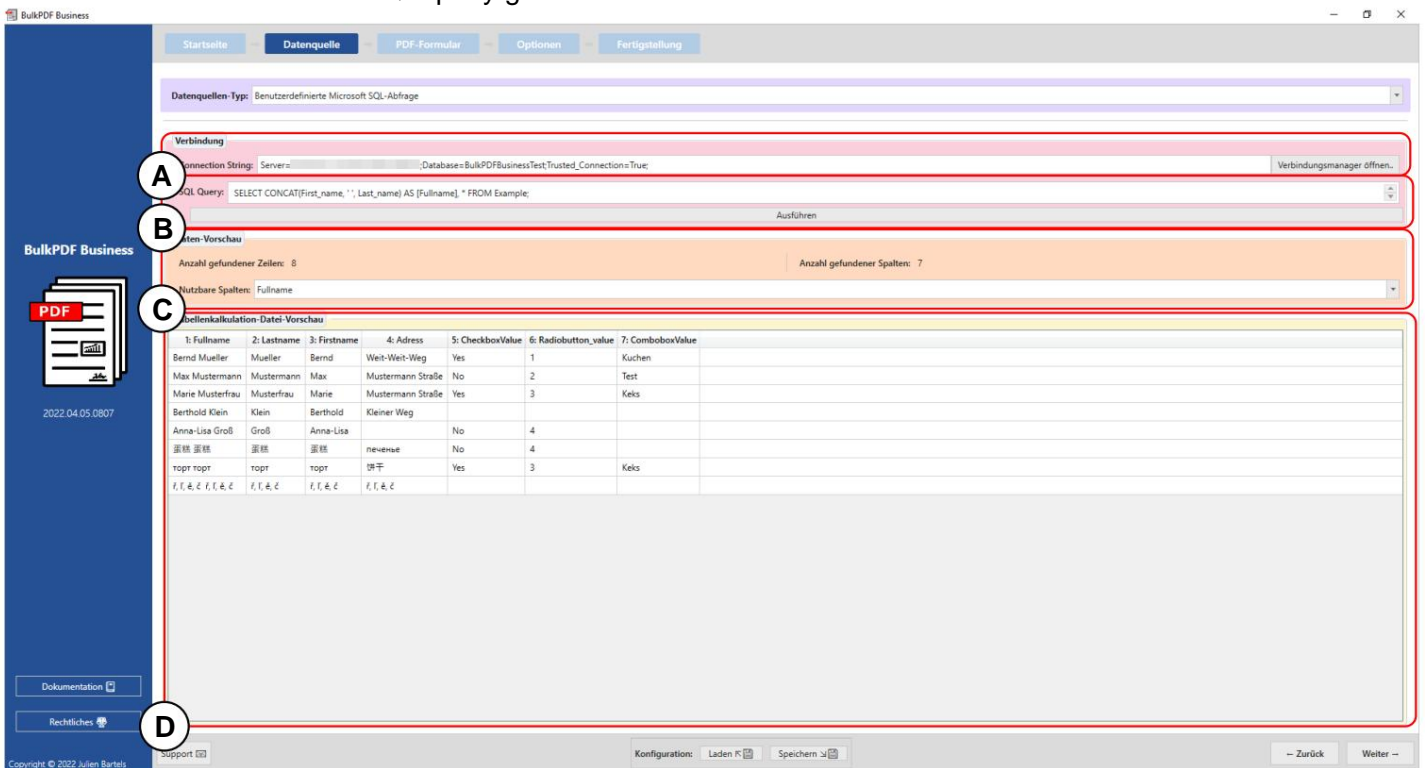 BulkPDF Business
Startseite Datenquelle PDF-Formular Optionen Fertigstellung
Datenquellen-Typ: Benutzerdefinierte Microsoft SQL-Abfrage
Verbindung
Connection String: Server= ;Database=BulkPDFBusinessTest;Trusted_Connection=True; Verbindungsmanager öffnen..
A
SQL Query: SELECT CONCAT(First_name, ' ', Last_name) AS [Fullname], * FROM Example;
Ausführen
B
BulkPDF Business
Daten-Vorschau
Anzahl gefundener Zeilen: 8 Anzahl gefundener Spalten: 7
Nutzbare Spalten: Fullname
C
PDF
Tabellenkalkulation-Datei-Vorschau
1: Fullname 2: Lastname 3: Firstname 4: Adress 5: CheckboxValue 6: Radiobutton_value 7: ComboboxValue
Bernd Mueller Mueller Bernd Weit-Weit-Weg Yes 1 Kuchen
Max Mustermann Mustermann Max Mustermann Straße No 2 Test
Marie Musterfrau Musterfrau Marie Mustermann Straße Yes 3 Keks
2022.04.05.0807
Berthold Klein Klein Berthold Kleiner Weg
Anna-Lisa Groß Groß Anna-Lisa No 4
蛋糕 蛋糕 蛋糕 蛋糕 печенье No 4
торт торт торт торт 饼干 Yes 3 Keks
Dokumentation
Rechtliches
D
Support Konfiguration: Laden Speichern ← Zurück Weiter →
Copyright © 2022 Julien Bartels